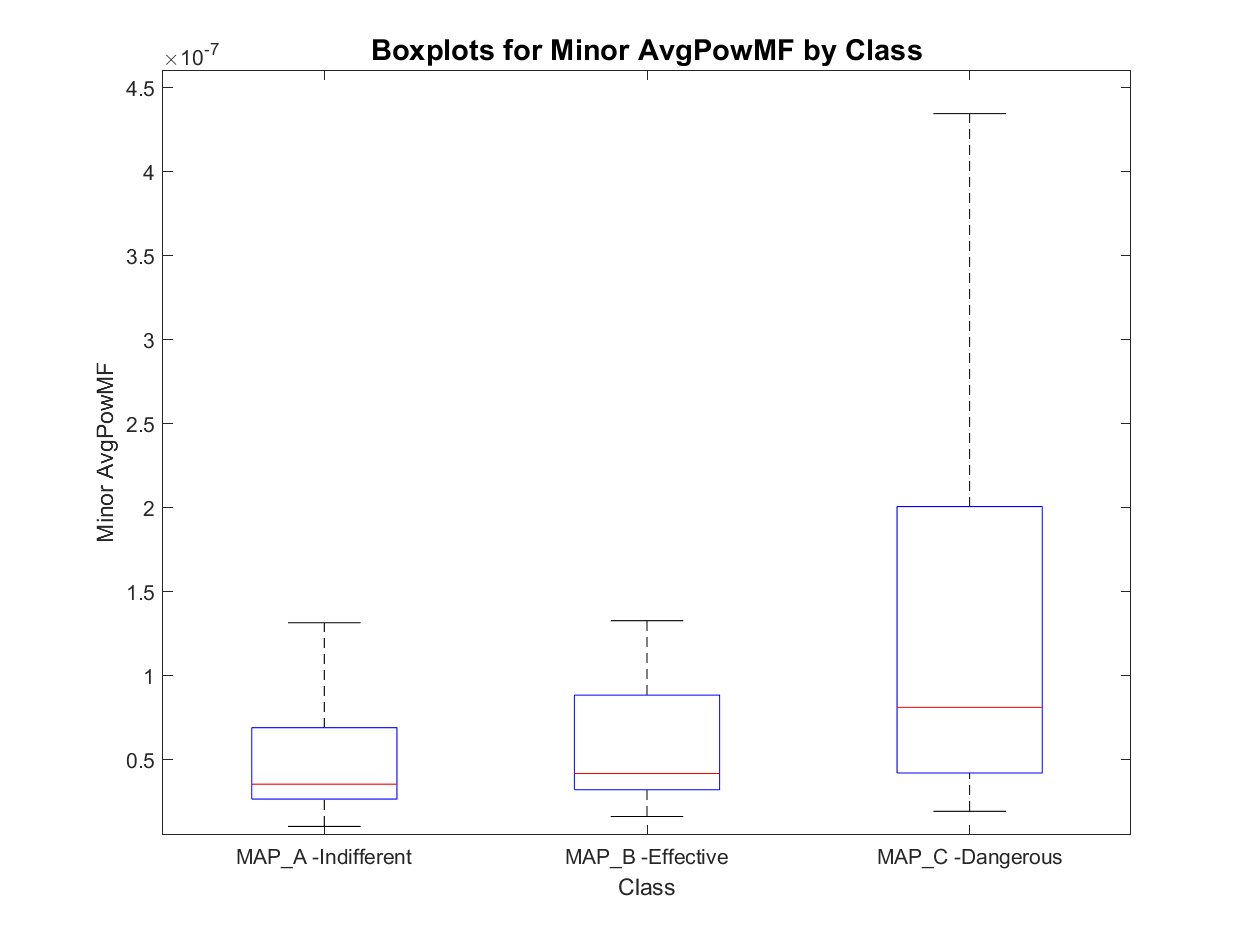 Boxplots for Minor AvgPowMF by Class
×10-7
4.5
4
3.5
3
2.5
2
1.5
1
0.5
Minor AvgPowMF
MAP_A -Indifferent
MAP_B -Effective
MAP_C -Dangerous
Class